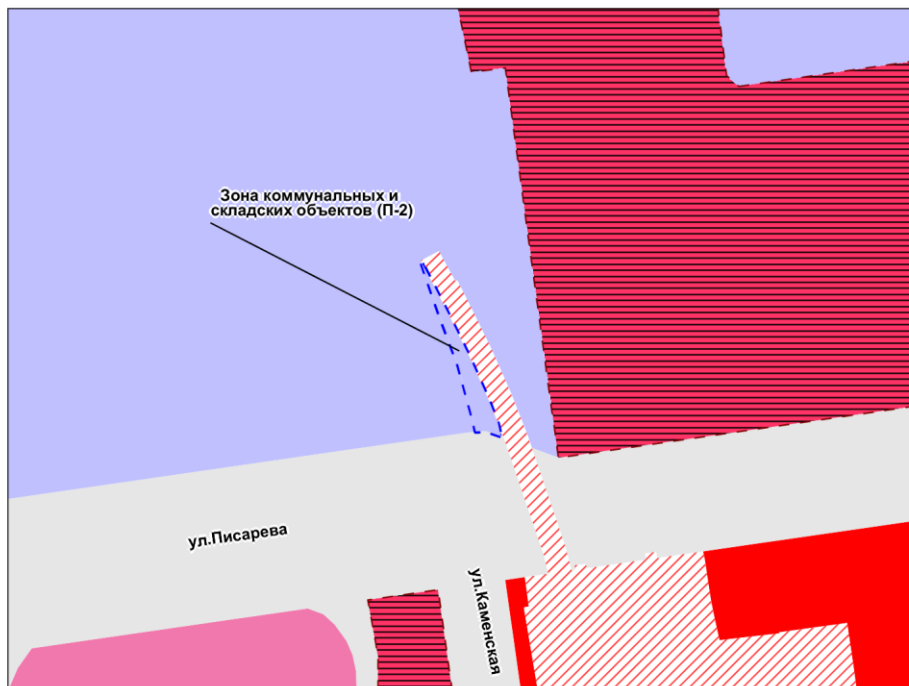 Зона коммунальных и
складских объектов (П-2)
ул.Писарева
ул.Каменская